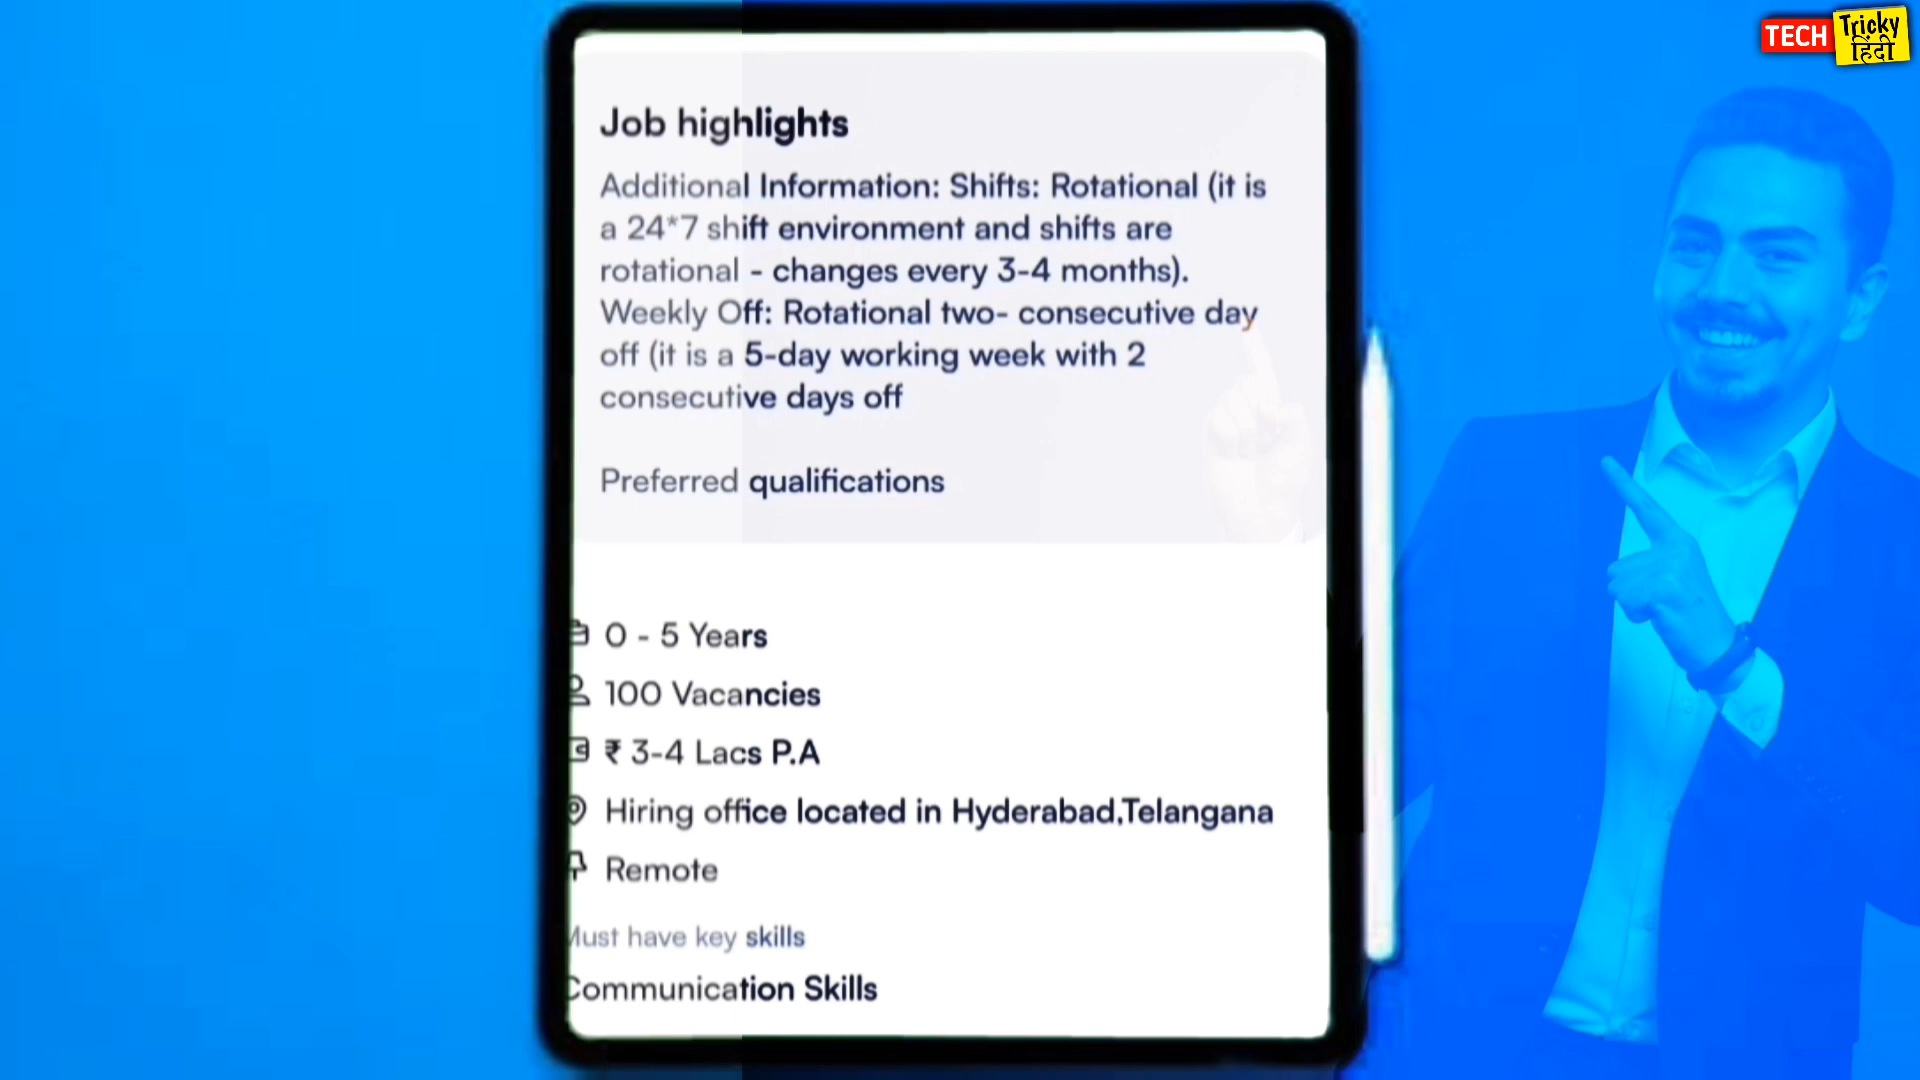 TECH Tricky
हिंदी
Job highlights
Additional Information: Shifts: Rotational (it is
a 24*7 shift environment and shifts are
rotational - changes every 3-4 months).
Weekly Off: Rotational two- consecutive day
off (it is a 5-day working week with 2
consecutive days off
Preferred qualifications
0 - 5 Years
100 Vacancies
₹ 3-4 Lacs P.A
Hiring office located in Hyderabad,Telangana
Remote
Must have key skills
Communication Skills